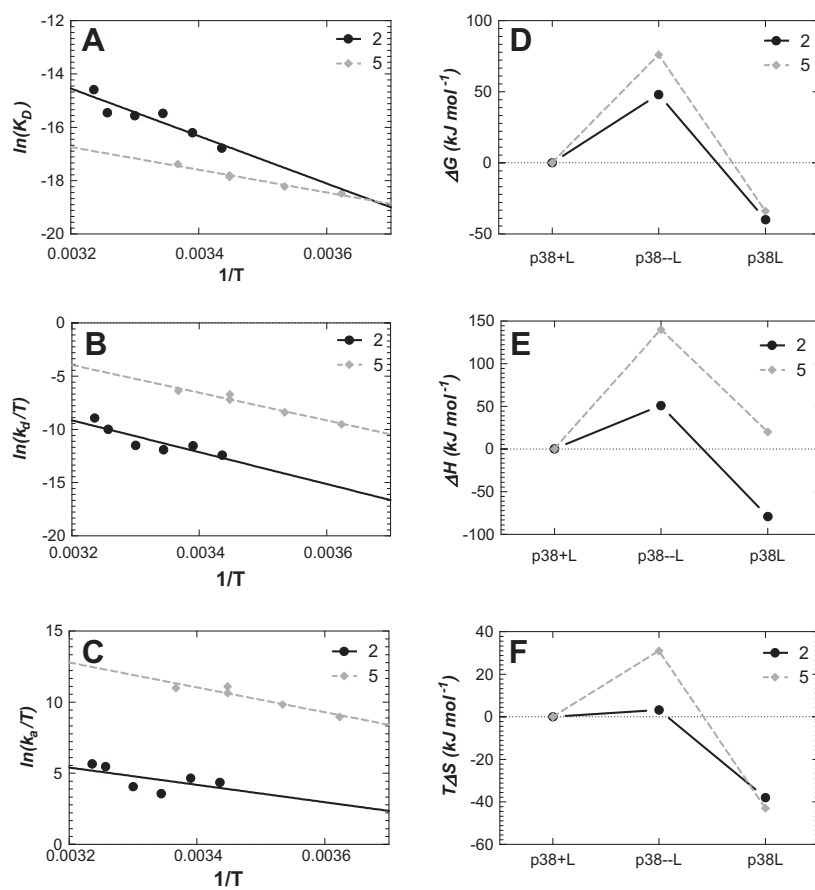 A
2
5
-12
-14
-16
-18
-20
ln(K_D)
0.0032 0.0034 0.0036
1/T
B
2
5
0
-5
-10
-15
-20
ln(k_d/T)
0.0032 0.0034 0.0036
1/T
C
2
5
15
10
5
0
ln(k_a/T)
0.0032 0.0034 0.0036
1/T
D
2
5
100
50
0
-50
ΔG (kJ mol⁻¹)
p38+L p38--L p38L
E
2
5
150
100
50
0
-50
-100
ΔH (kJ mol⁻¹)
p38+L p38--L p38L
F
2
5
40
20
0
-20
-40
-60
TΔS (kJ mol⁻¹)
p38+L p38--L p38L